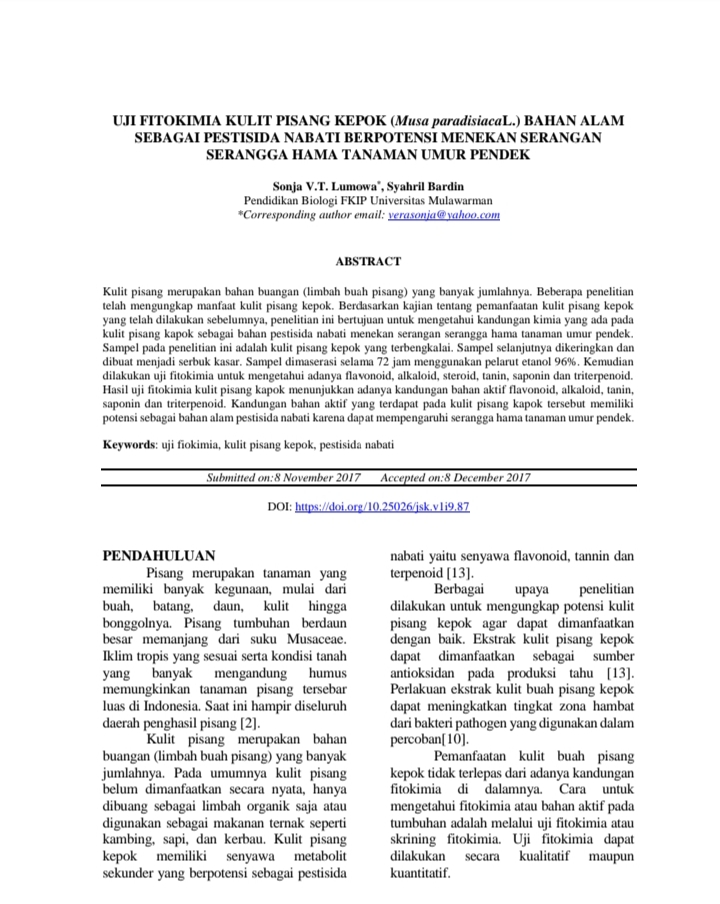 UJI FITOKIMIA KULIT PISANG KEPOK (Musa paradisiacaL.) BAHAN ALAM
SEBAGAI PESTISIDA NABATI BERPOTENSI MENEKAN SERANGAN
SERANGGA HAMA TANAMAN UMUR PENDEK
Sonja V.T. Lumowa*, Syahril Bardin
Pendidikan Biologi FKIP Universitas Mulawarman
*Corresponding author email: verasonja@yahoo.com
ABSTRACT
Kulit pisang merupakan bahan buangan (limbah buah pisang) yang banyak jumlahnya. Beberapa penelitian
telah mengungkap manfaat kulit pisang kepok. Berdasarkan kajian tentang pemanfaatan kulit pisang kepok
yang telah dilakukan sebelumnya, penelitian ini bertujuan untuk mengetahui kandungan kimia yang ada pada
kulit pisang kapok sebagai bahan pestisida nabati menekan serangan serangga hama tanaman umur pendek.
Sampel pada penelitian ini adalah kulit pisang kepok yang terbengkalai. Sampel selanjutnya dikeringkan dan
dibuat menjadi serbuk kasar. Sampel dimaserasi selama 72 jam menggunakan pelarut etanol 96%. Kemudian
dilakukan uji fitokimia untuk mengetahui adanya flavonoid, alkaloid, steroid, tanin, saponin dan triterpenoid.
Hasil uji fitokimia kulit pisang kapok menunjukkan adanya kandungan bahan aktif flavonoid, alkaloid, tanin,
saponin dan triterpenoid. Kandungan bahan aktif yang terdapat pada kulit pisang kapok tersebut memiliki
potensi sebagai bahan alam pestisida nabati karena dapat mempengaruhi serangga hama tanaman umur pendek.
Keywords: uji fiokimia, kulit pisang kepok, pestisida nabati
Submitted on:8 November 2017 Accepted on:8 December 2017
DOI: https://doi.org/10.25026/jsk.v1i9.87
PENDAHULUAN
Pisang merupakan tanaman yang
memiliki banyak kegunaan, mulai dari
buah, batang, daun, kulit hingga
bonggolnya. Pisang tumbuhan berdaun
besar memanjang dari suku Musaceae.
Iklim tropis yang sesuai serta kondisi tanah
yang banyak mengandung humus
memungkinkan tanaman pisang tersebar
luas di Indonesia. Saat ini hampir diseluruh
daerah penghasil pisang [2].
Kulit pisang merupakan bahan
buangan (limbah buah pisang) yang banyak
jumlahnya. Pada umumnya kulit pisang
belum dimanfaatkan secara nyata, hanya
dibuang sebagai limbah organik saja atau
digunakan sebagai makanan ternak seperti
kambing, sapi, dan kerbau. Kulit pisang
kepok memiliki senyawa metabolit
sekunder yang berpotensi sebagai pestisida
nabati yaitu senyawa flavonoid, tannin dan
terpenoid [13].
Berbagai upaya penelitian
dilakukan untuk mengungkap potensi kulit
pisang kepok agar dapat dimanfaatkan
dengan baik. Ekstrak kulit pisang kepok
dapat dimanfaatkan sebagai sumber
antioksidan pada produksi tahu [13].
Perlakuan ekstrak kulit buah pisang kepok
dapat meningkatkan tingkat zona hambat
dari bakteri pathogen yang digunakan dalam
percoban[10].
Pemanfaatan kulit buah pisang
kepok tidak terlepas dari adanya kandungan
fitokimia di dalamnya. Cara untuk
mengetahui fitokimia atau bahan aktif pada
tumbuhan adalah melalui uji fitokimia atau
skrining fitokimia. Uji fitokimia dapat
dilakukan secara kualitatif maupun
kuantitatif.